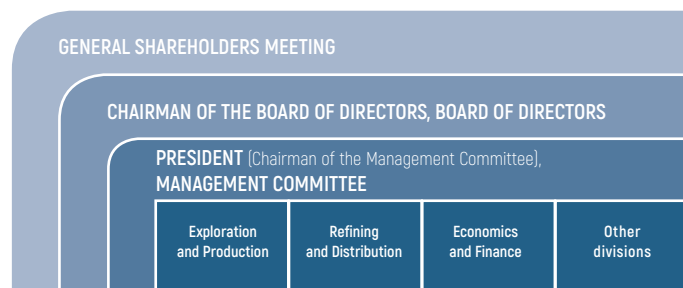 GENERAL SHAREHOLDERS MEETING
CHAIRMAN OF THE BOARD OF DIRECTORS, BOARD OF DIRECTORS
PRESIDENT (Chairman of the Management Committee),
MANAGEMENT COMMITTEE
Exploration
and Production
Refining
and Distribution
Economics
and Finance
Other
divisions